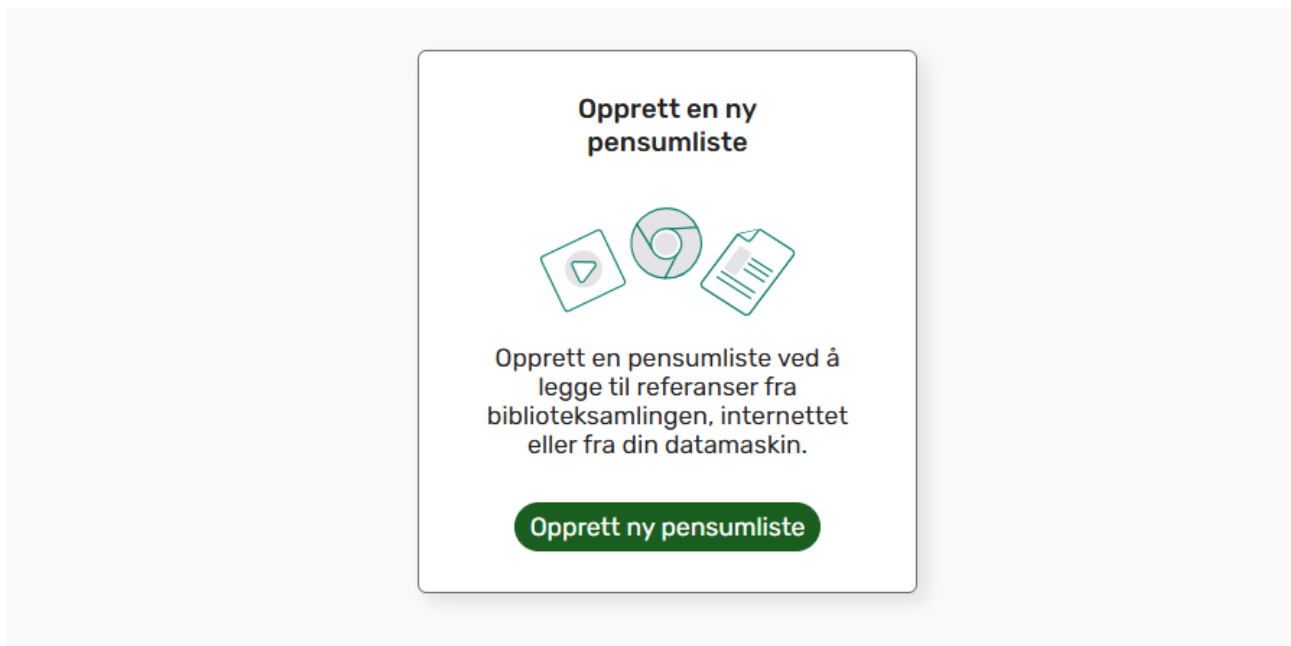 Opprett en ny
pensumliste
Opprett en pensumliste ved å
legge til referanser fra
biblioteksamlingen, internettet
eller fra din datamaskin.
Opprett ny pensumliste